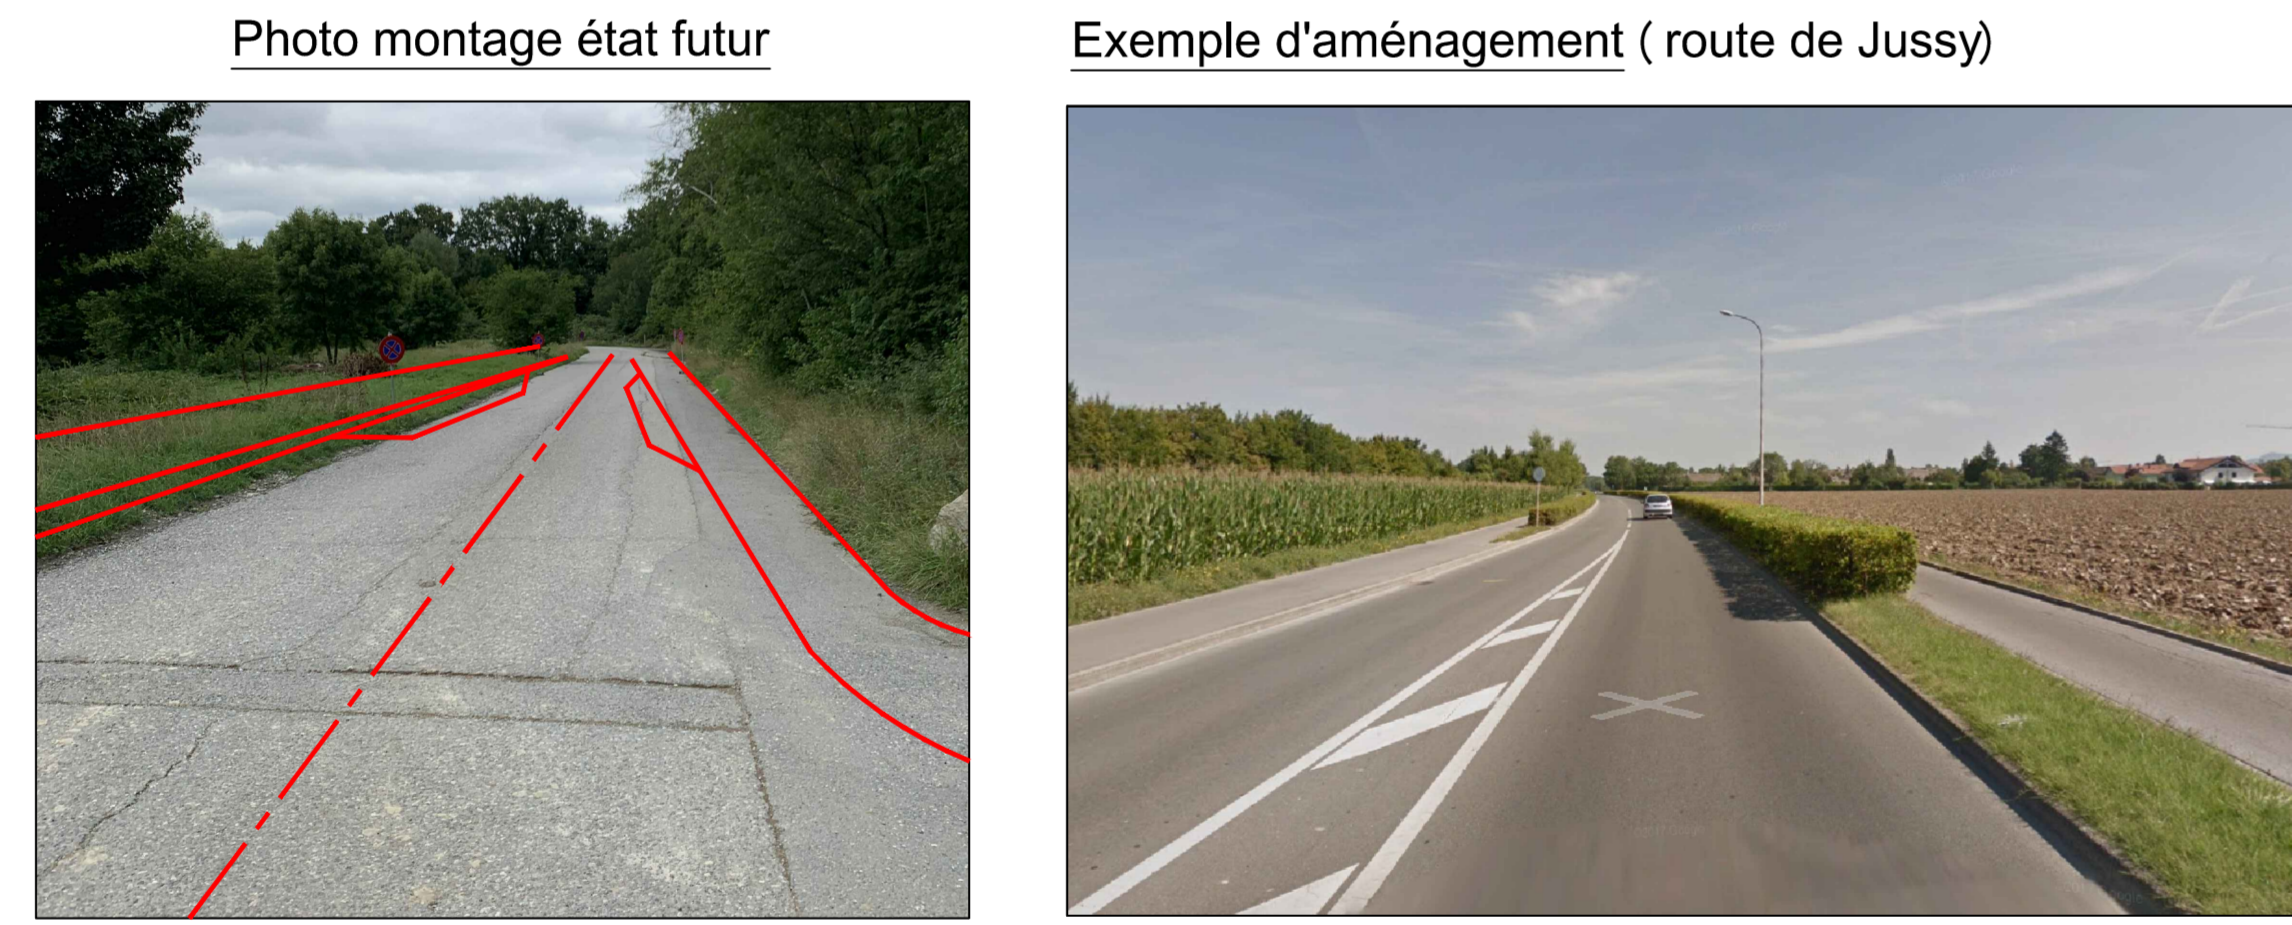 Photo montage état futur
Exemple d'aménagement ( route de Jussy)